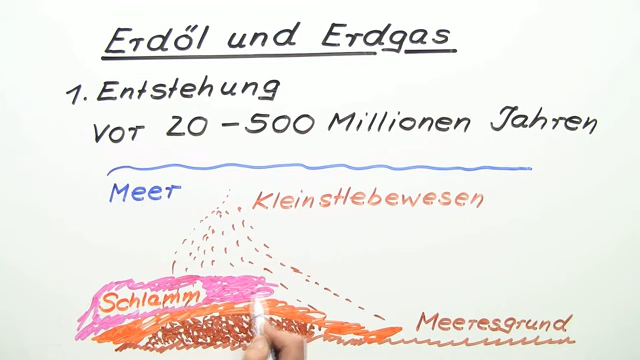 Erdöl und Erdgas
1. Entstehung
vor 20 - 500 Millionen Jahren
Meer
Kleinstlebewesen
Schlamm
Meeresgrund